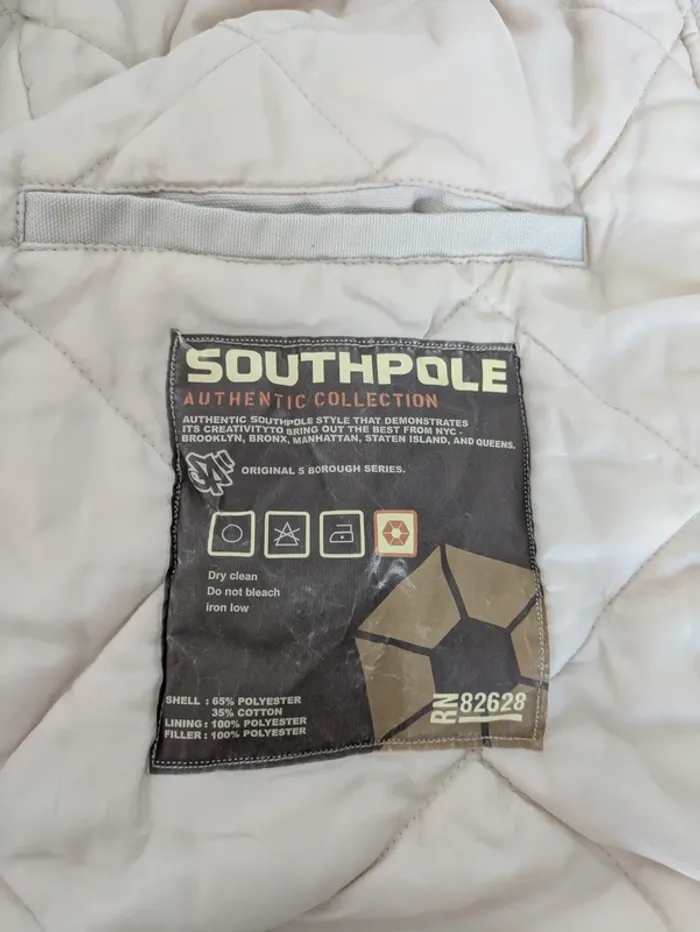 SOUTHPOLE
AUTHENTIC COLLECTION
AUTHENTIC SOUTHPOLE STYLE THAT DEMONSTRATES
ITS CREATIVITYTO BRING OUT THE BEST FROM NYC -
BROOKLYN, BRONX, MANHATTAN, STATEN ISLAND, AND QUEENS.
ORIGINAL 5 BOROUGH SERIES.
Dry clean
Do not bleach
iron low
SHELL : 65% POLYESTER
35% COTTON
LINING : 100% POLYESTER
FILLER : 100% POLYESTER
RN 82628